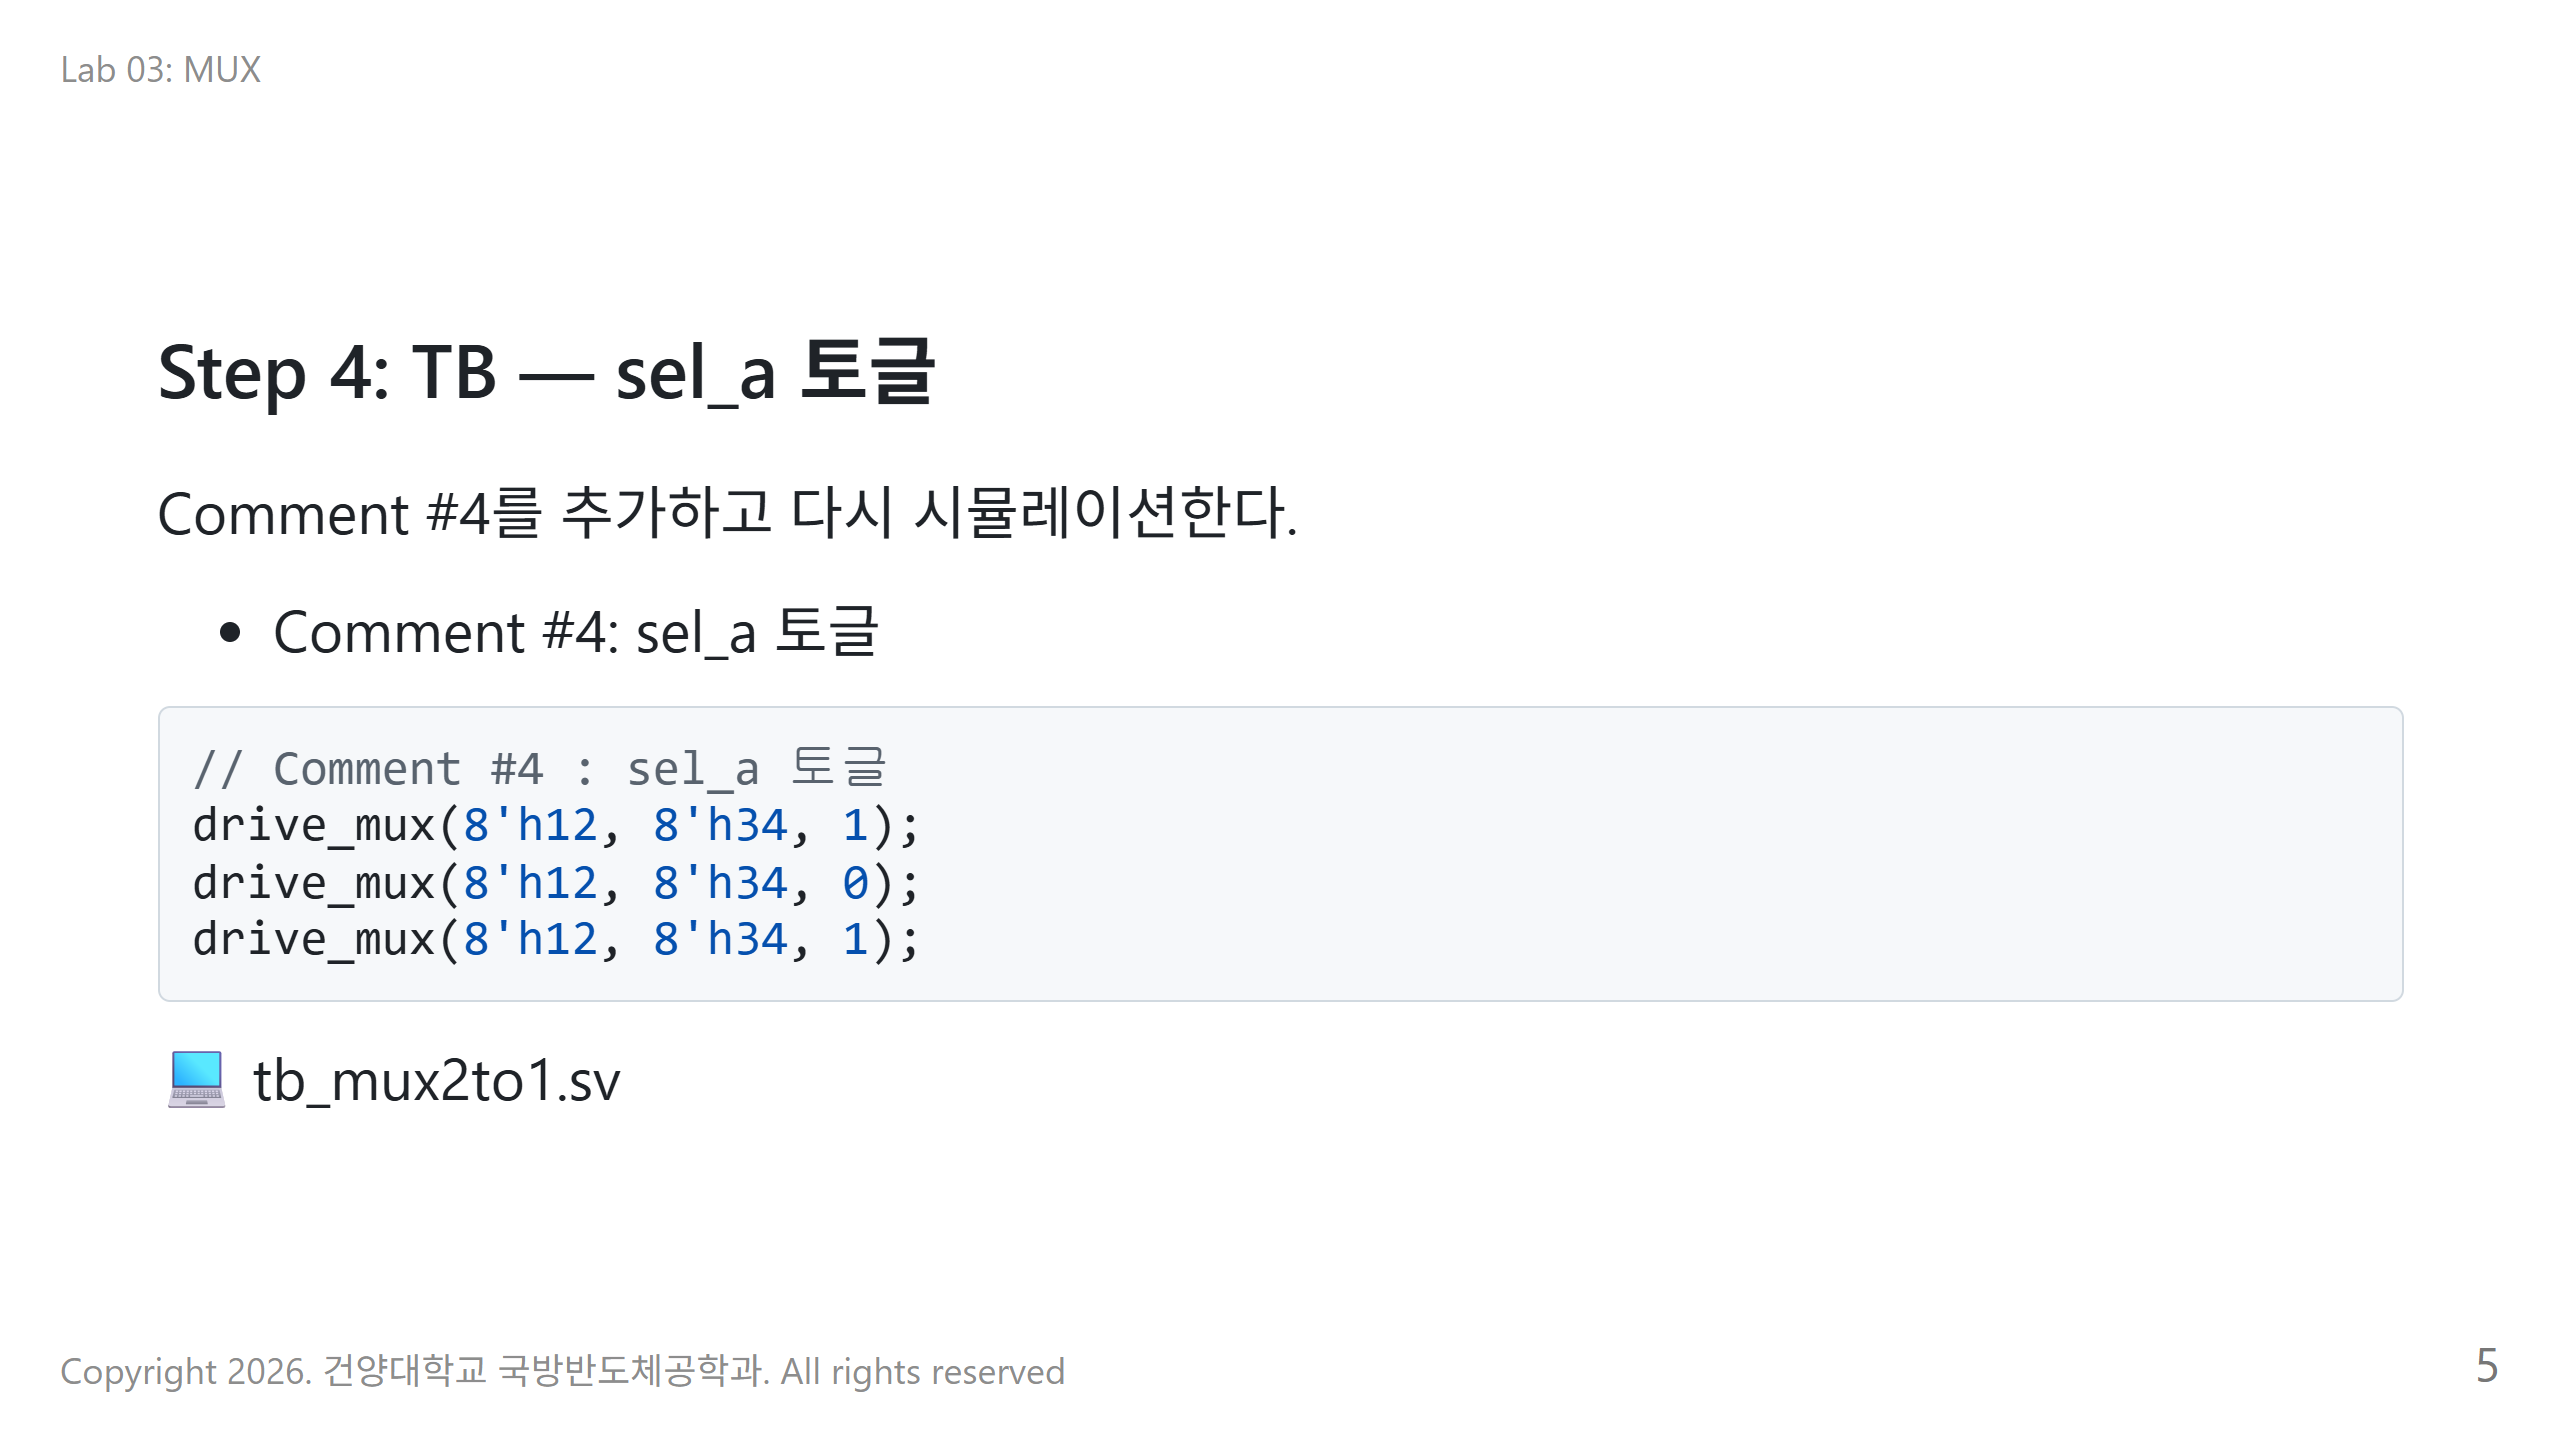 Lab 03: MUX
Step 4: TB — sel_a 토글
Comment #4를 추가하고 다시 시뮬레이션한다.
• Comment #4: sel_a 토글
// Comment #4 : sel_a 토글
drive_mux(8'h12, 8'h34, 1);
drive_mux(8'h12, 8'h34, 0);
drive_mux(8'h12, 8'h34, 1);
tb_mux2to1.sv
Copyright 2026. 건양대학교 국방반도체공학과. All rights reserved
5